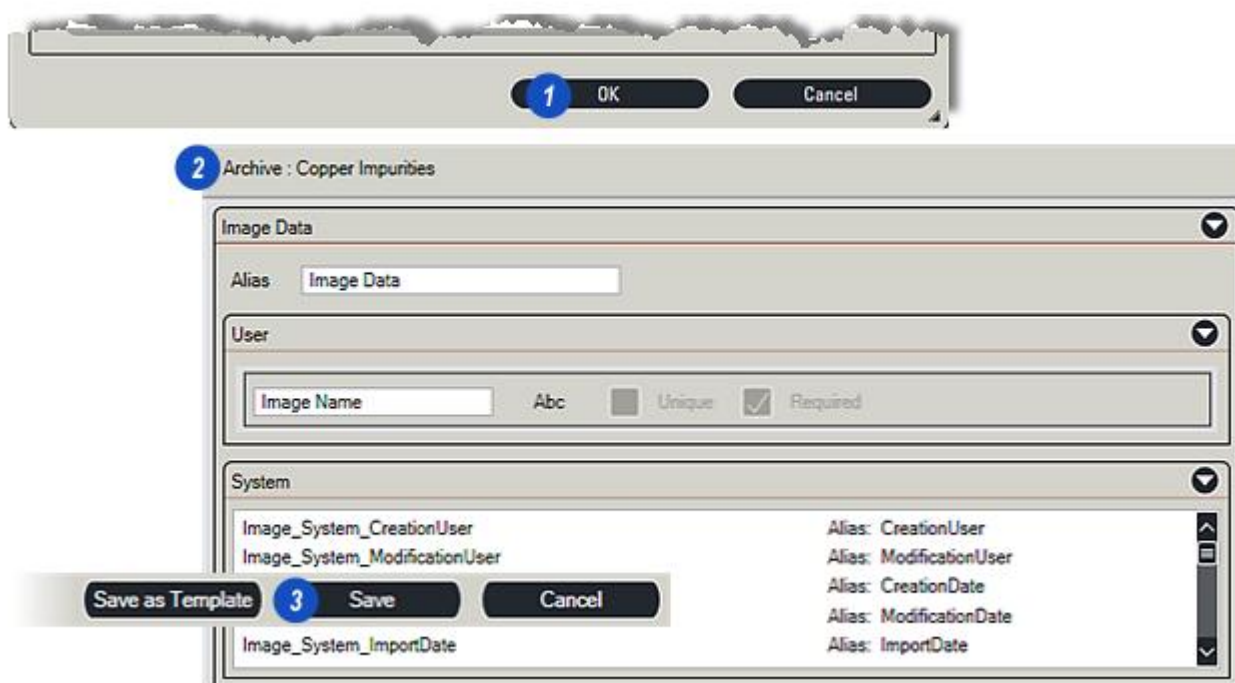 1 OK Cancel
2 Archive : Copper Impurities
Image Data
Alias Image Data
User
Image Name Abc Unique Required
System
Image_System_CreationUser Alias: CreationUser
Image_System_ModificationUser Alias: ModificationUser
Alias: CreationDate
Save as Template 3 Save Cancel
Alias: ModificationDate
Image_System_ImportDate Alias: ImportDate